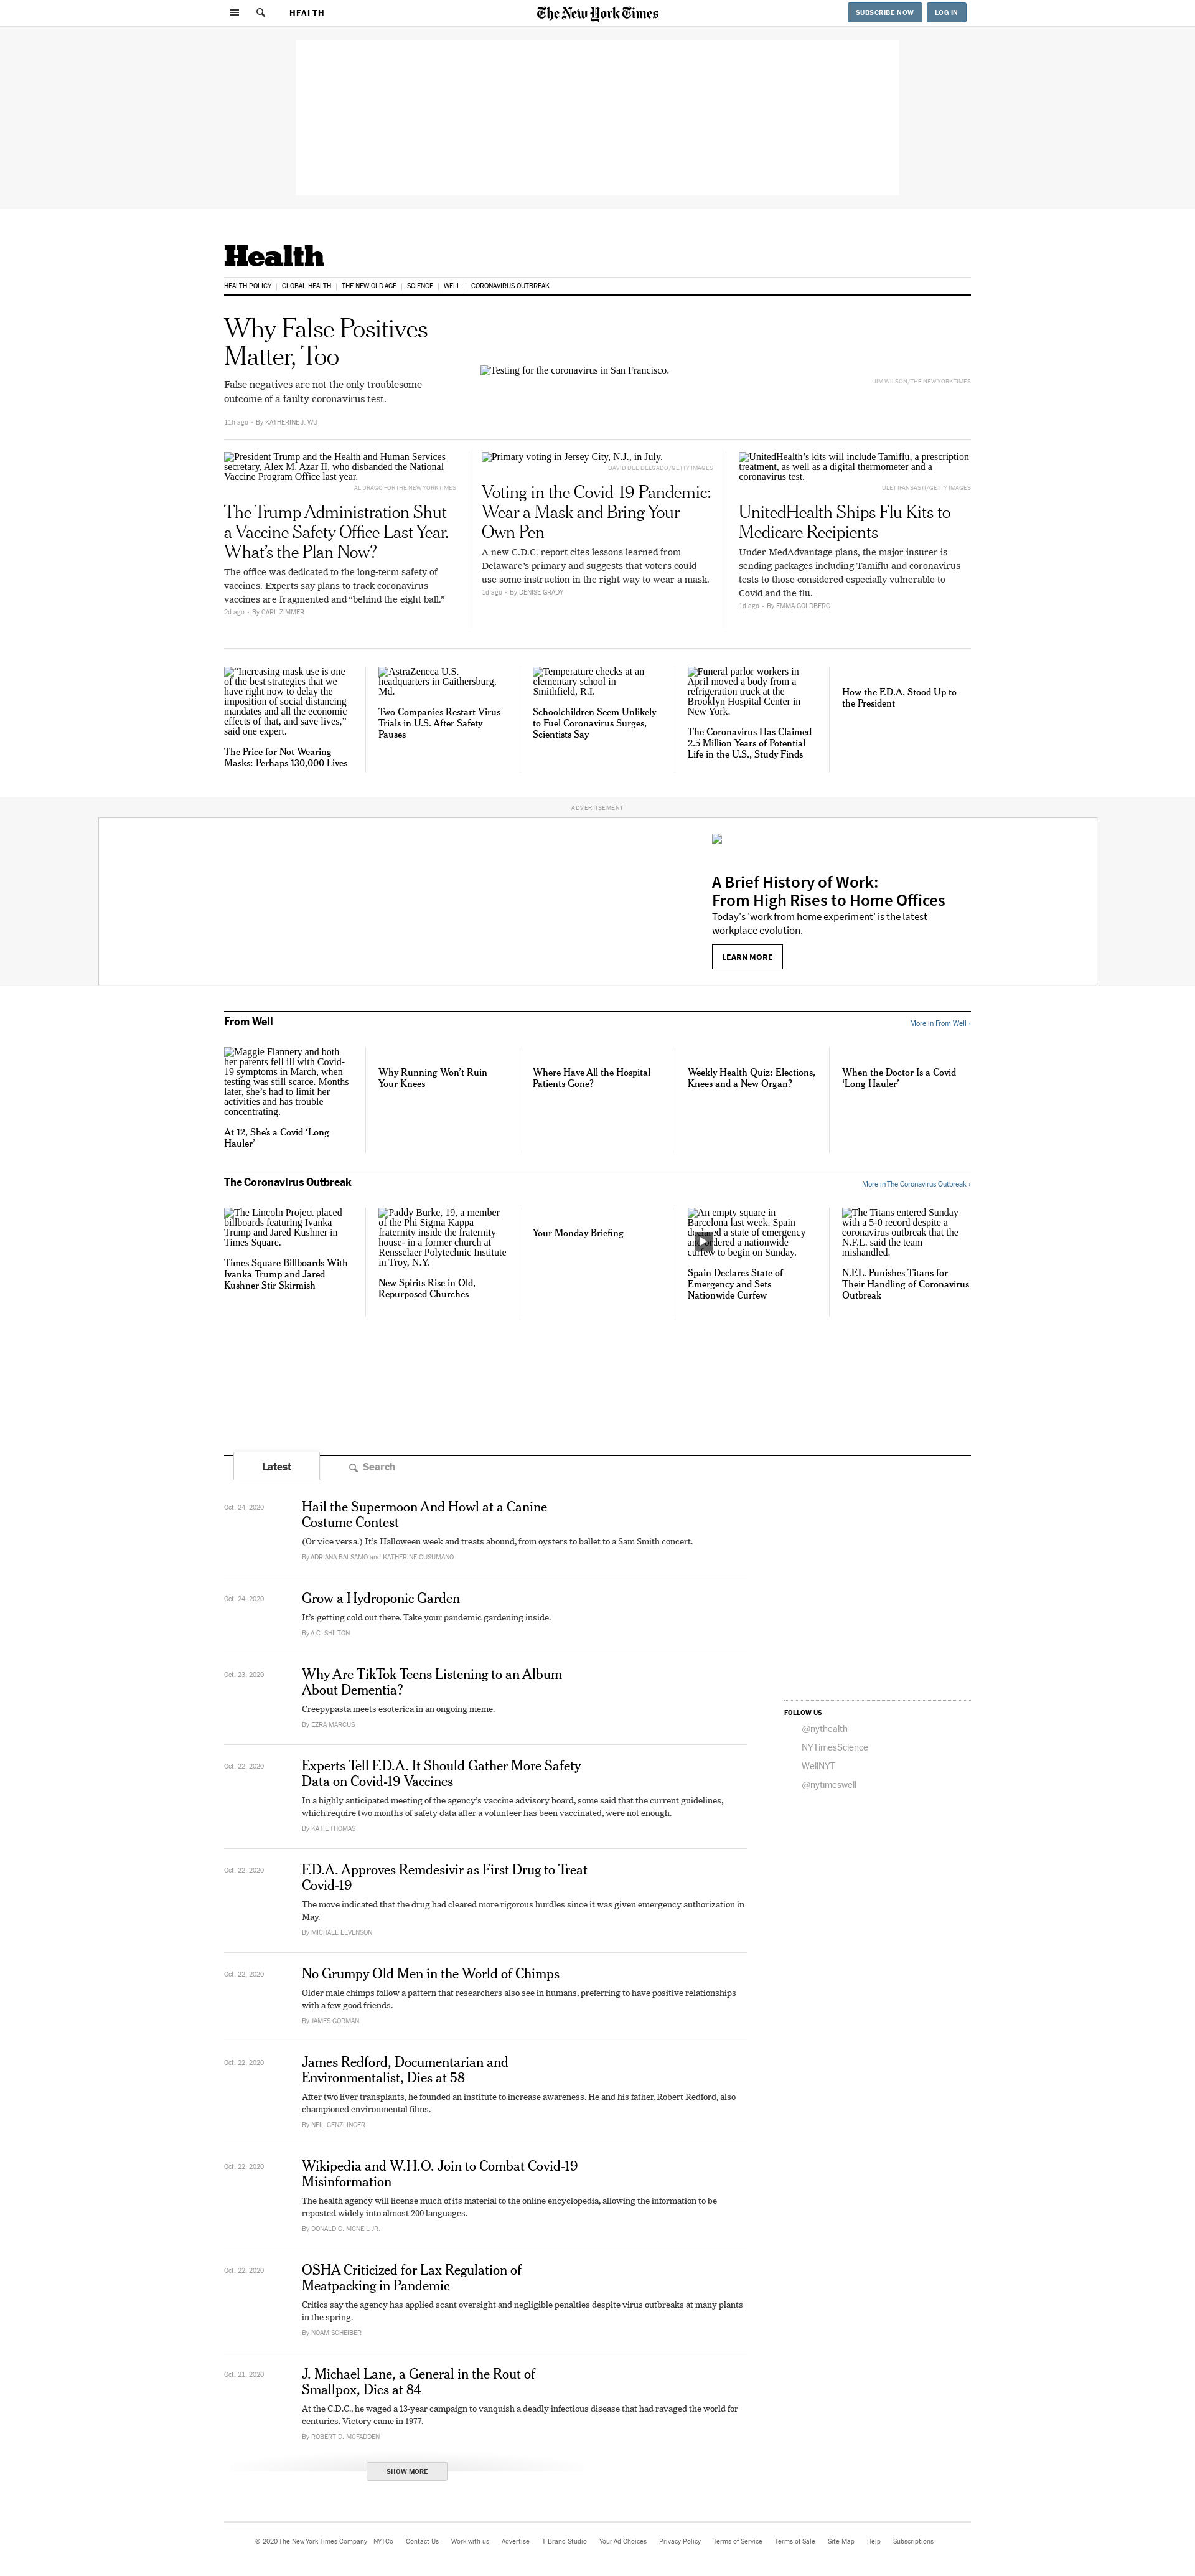 HEALTH
The New York Times
SUBSCRIBE NOW
LOG IN
Health
HEALTH POLICY
GLOBAL HEALTH
THE NEW OLD AGE
SCIENCE
WELL
CORONAVIRUS OUTBREAK
Why False Positives
Matter, Too
False negatives are not the only troublesome
outcome of a faulty coronavirus test.
11h ago - By KATHERINE J. WU
Testing for the coronavirus in San Francisco.
JIM WILSON/THE NEW YORK TIMES
President Trump and the Health and Human Services
secretary, Alex M. Azar II, who disbanded the National
Vaccine Program Office last year.
AL DRAGO FOR THE NEW YORK TIMES
The Trump Administration Shut
a Vaccine Safety Office Last Year.
What's the Plan Now?
The office was dedicated to the long-term safety of
vaccines. Experts say plans to track coronavirus
vaccines are fragmented and “behind the eight ball.”
2d ago - By CARL ZIMMER
Primary voting in Jersey City, N.J., in July.
DAVID DEE DELGADO/GETTY IMAGES
Voting in the Covid-19 Pandemic:
Wear a Mask and Bring Your
Own Pen
A new C.D.C. report cites lessons learned from
Delaware's primary and suggests that voters could
use some instruction in the right way to wear a mask.
1d ago - By DENISE GRADY
UnitedHealth's kits will include Tamiflu, a prescription
treatment, as well as a digital thermometer and a
coronavirus test.
ULET IFANSASTI/GETTY IMAGES
UnitedHealth Ships Flu Kits to
Medicare Recipients
Under MedAdvantage plans, the major insurer is
sending packages including Tamiflu and coronavirus
tests to those considered especially vulnerable to
Covid and the flu.
1d ago - By EMMA GOLDBERG
“Increasing mask use is one
of the best strategies that we
have right now to delay the
imposition of social distancing
mandates and all the economic
effects of that, and save lives,”
said one expert.
The Price for Not Wearing
Masks: Perhaps 130,000 Lives
AstraZeneca U.S.
headquarters in Gaithersburg,
Md.
Two Companies Restart Virus
Trials in U.S. After Safety
Pauses
Temperature checks at an
elementary school in
Smithfield, R.I.
Schoolchildren Seem Unlikely
to Fuel Coronavirus Surges,
Scientists Say
Funeral parlor workers in
April moved a body from a
refrigeration truck at the
Brooklyn Hospital Center in
New York.
The Coronavirus Has Claimed
2.5 Million Years of Potential
Life in the U.S., Study Finds
How the F.D.A. Stood Up to
the President
ADVERTISEMENT
A Brief History of Work:
From High Rises to Home Offices
Today's 'work from home experiment' is the latest
workplace evolution.
LEARN MORE
From Well
More in From Well ›
Maggie Flannery and both
her parents fell ill with Covid-
19 symptoms in March, when
testing was still scarce. Months
later, she's had to limit her
activities and has trouble
concentrating.
At 12, She's a Covid ‘Long
Hauler’
Why Running Won't Ruin
Your Knees
Where Have All the Hospital
Patients Gone?
Weekly Health Quiz: Elections,
Knees and a New Organ?
When the Doctor Is a Covid
‘Long Hauler’
The Coronavirus Outbreak
More in The Coronavirus Outbreak ›
The Lincoln Project placed
billboards featuring Ivanka
Trump and Jared Kushner in
Times Square.
Times Square Billboards With
Ivanka Trump and Jared
Kushner Stir Skirmish
Paddy Burke, 19, a member
of the Phi Sigma Kappa
fraternity inside the fraternity
house- in a former church at
Rensselaer Polytechnic Institute
in Troy, N.Y.
New Spirits Rise in Old,
Repurposed Churches
Your Monday Briefing
An empty square in
Barcelona last week. Spain
declared a state of emergency
and ordered a nationwide
curfew to begin on Sunday.
Spain Declares State of
Emergency and Sets
Nationwide Curfew
The Titans entered Sunday
with a 5-0 record despite a
coronavirus outbreak that the
N.F.L. said the team
mishandled.
N.F.L. Punishes Titans for
Their Handling of Coronavirus
Outbreak
Latest
Search
Oct. 24, 2020
Hail the Supermoon And Howl at a Canine
Costume Contest
(Or vice versa.) It's Halloween week and treats abound, from oysters to ballet to a Sam Smith concert.
By ADRIANA BALSAMO and KATHERINE CUSUMANO
Oct. 24, 2020
Grow a Hydroponic Garden
It's getting cold out there. Take your pandemic gardening inside.
By A.C. SHILTON
Oct. 23, 2020
Why Are TikTok Teens Listening to an Album
About Dementia?
Creepypasta meets esoterica in an ongoing meme.
By EZRA MARCUS
Oct. 22, 2020
Experts Tell F.D.A. It Should Gather More Safety
Data on Covid-19 Vaccines
In a highly anticipated meeting of the agency's vaccine advisory board, some said that the current guidelines,
which require two months of safety data after a volunteer has been vaccinated, were not enough.
By KATIE THOMAS
Oct. 22, 2020
F.D.A. Approves Remdesivir as First Drug to Treat
Covid-19
The move indicated that the drug had cleared more rigorous hurdles since it was given emergency authorization in
May.
By MICHAEL LEVENSON
Oct. 22, 2020
No Grumpy Old Men in the World of Chimps
Older male chimps follow a pattern that researchers also see in humans, preferring to have positive relationships
with a few good friends.
By JAMES GORMAN
Oct. 22, 2020
James Redford, Documentarian and
Environmentalist, Dies at 58
After two liver transplants, he founded an institute to increase awareness. He and his father, Robert Redford, also
championed environmental films.
By NEIL GENZLINGER
Oct. 22, 2020
Wikipedia and W.H.O. Join to Combat Covid-19
Misinformation
The health agency will license much of its material to the online encyclopedia, allowing the information to be
reposted widely into almost 200 languages.
By DONALD G. MCNEIL JR.
Oct. 22, 2020
OSHA Criticized for Lax Regulation of
Meatpacking in Pandemic
Critics say the agency has applied scant oversight and negligible penalties despite virus outbreaks at many plants
in the spring.
By NOAM SCHEIBER
Oct. 21, 2020
J. Michael Lane, a General in the Rout of
Smallpox, Dies at 84
At the C.D.C., he waged a 13-year campaign to vanquish a deadly infectious disease that had ravaged the world for
centuries. Victory came in 1977.
By ROBERT D. MCFADDEN
SHOW MORE
FOLLOW US
@nythealth
NYTimesScience
WellNYT
@nytimeswell
© 2020 The New York Times Company NYTCo Contact Us Work with us Advertise T Brand Studio Your Ad Choices Privacy Policy Terms of Service Terms of Sale Site Map Help Subscriptions